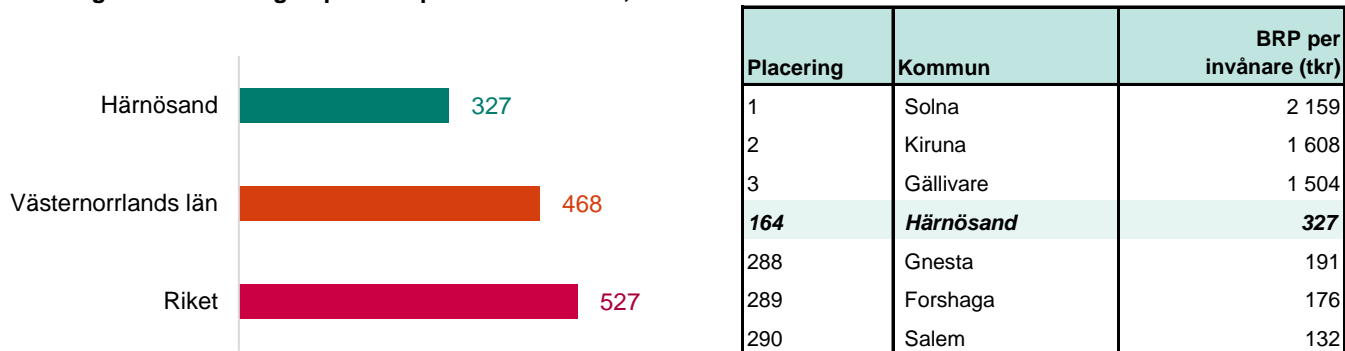 Härnösand 327
Västernorrlands län 468
Riket 527
BRP per
Placering Kommun invånare (tkr)
1 Solna 2 159
2 Kiruna 1 608
3 Gällivare 1 504
164 Härnösand 327
288 Gnesta 191
289 Forshaga 176
290 Salem 132